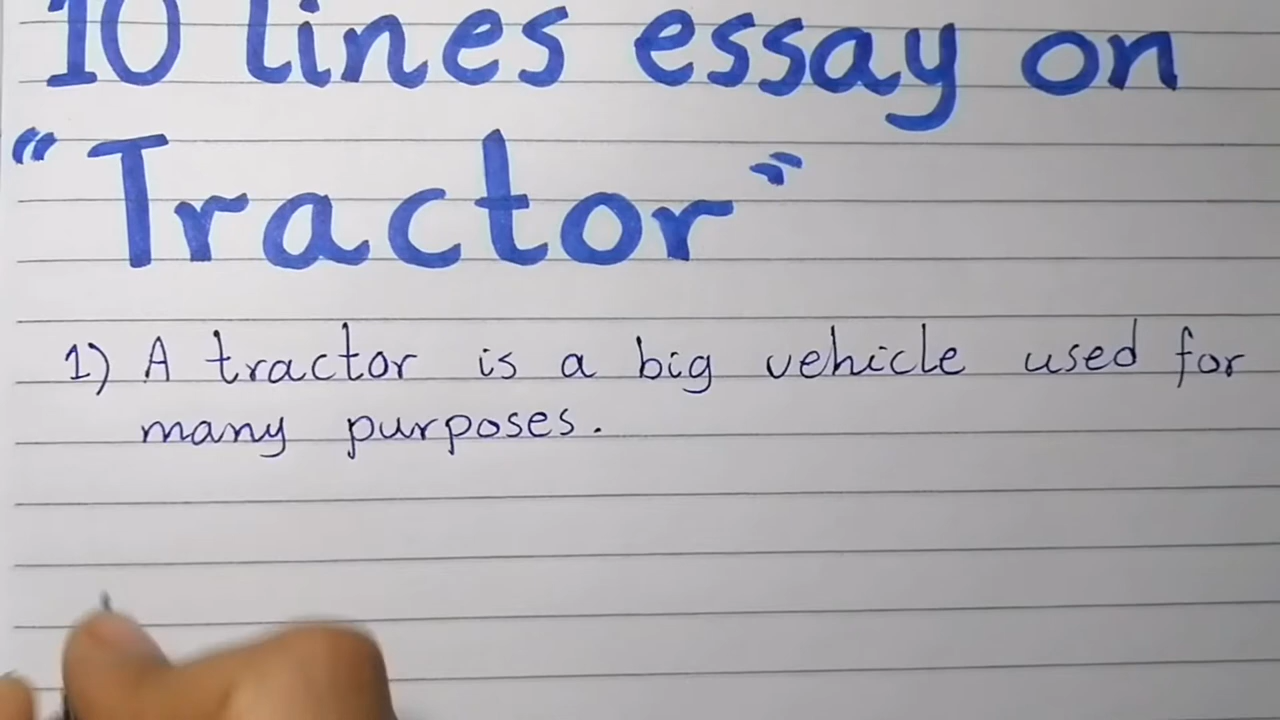 10 lines essay on
"Tractor"
1) A tractor is a big vehicle used for
many purposes.